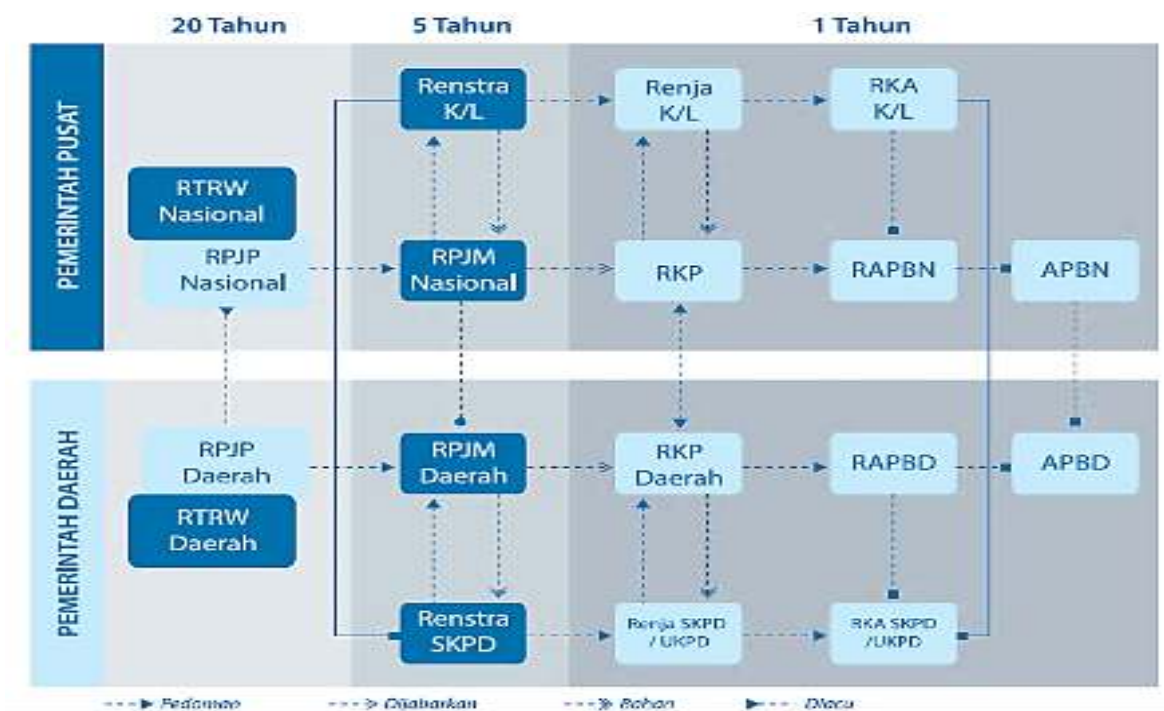 20 Tahun
5 Tahun
1 Tahun
PEMERINTAH PUSAT
Renstra
K/L
Renja
K/L
RKA
K/L
RTRW
Nasional
RPJP
Nasional
RPJM
Nasional
RKP
RAPBN
APBN
PEMERINTAH DAERAH
RPJP
Daerah
RTRW
Daerah
RPJM
Daerah
RKP
Daerah
RAPBD
APBD
Renstra
SKPD
Renja SKPD
/ UKPD
RKA SKPD
/UKPD
Pedoman
Dijabarkan
Bahan
Diacu